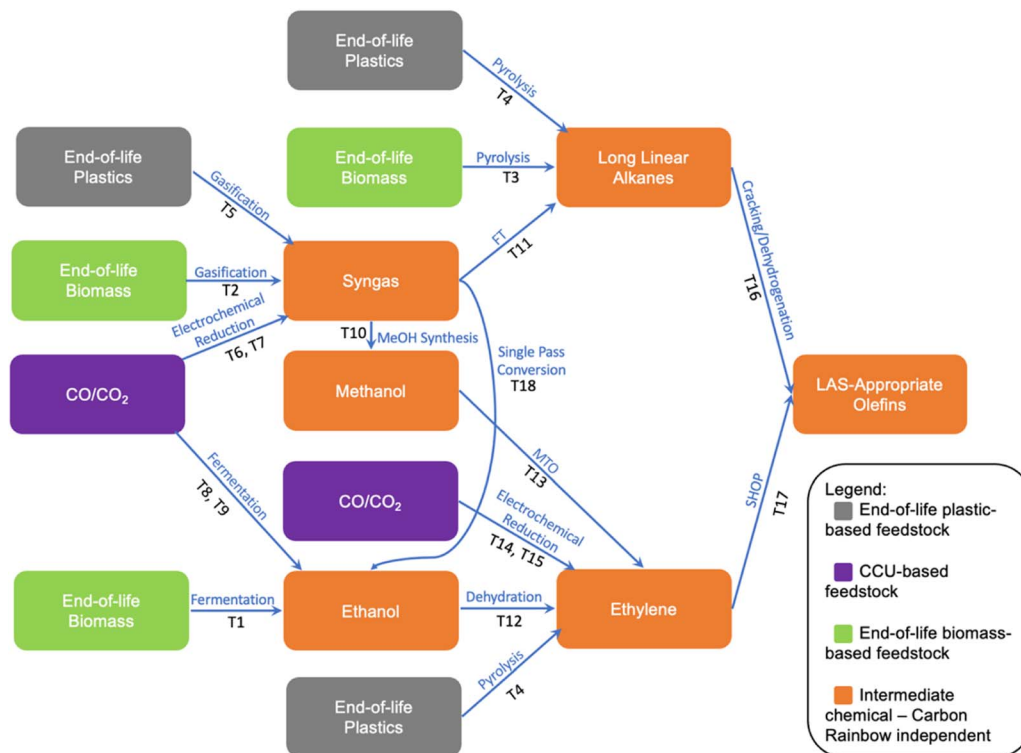 End-of-life
Plastics
Pyrolysis
T4
End-of-life
Plastics
Gasification
T5
End-of-life
Biomass
Pyrolysis
T3
Long Linear
Alkanes
End-of-life
Biomass
Gasification
T2
Syngas
FT
T11
Cracking/Dehydrogenation
T16
Electrochemical
Reduction
T6, T7
T10
MeOH Synthesis
Single Pass
Conversion
T18
CO/CO₂
Methanol
MTO
T13
LAS-Appropriate
Olefins
Fermentation
T8, T9
CO/CO₂
Electrochemical
Reduction
T14, T15
SHOP
T17
End-of-life
Biomass
Fermentation
T1
Ethanol
Dehydration
T12
Ethylene
End-of-life
Plastics
Pyrolysis
T4
Legend:
End-of-life plastic-
based feedstock
CCU-based
feedstock
End-of-life biomass-
based feedstock
Intermediate
chemical – Carbon
Rainbow independent